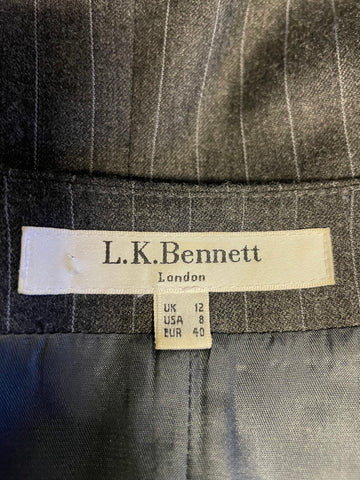 L.K.Bennett
London
UK 12
USA 8
EUR 40